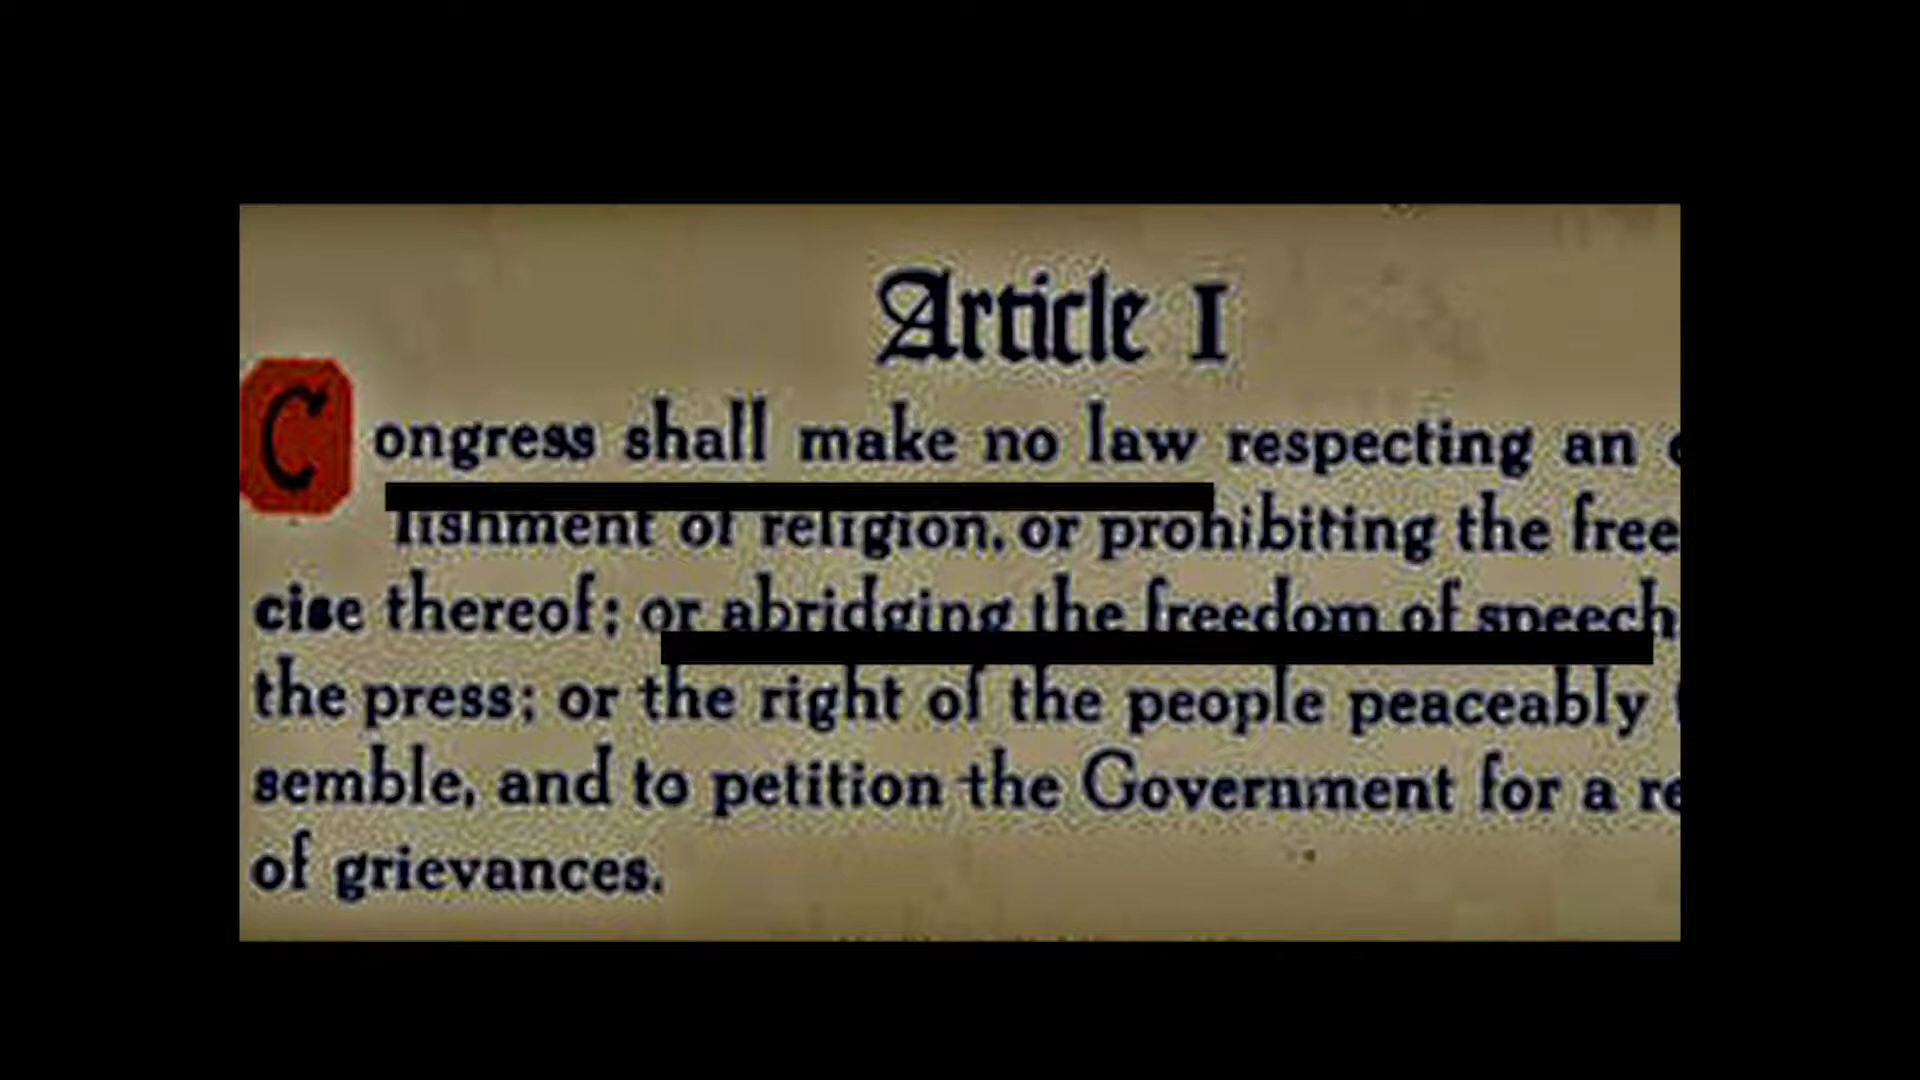 Article I
Congress shall make no law respecting an
lishment of religion, or prohibiting the free
cise thereof; or abridging the freedom of speech
the press; or the right of the people peaceably
semble, and to petition the Government for a re
of grievances.